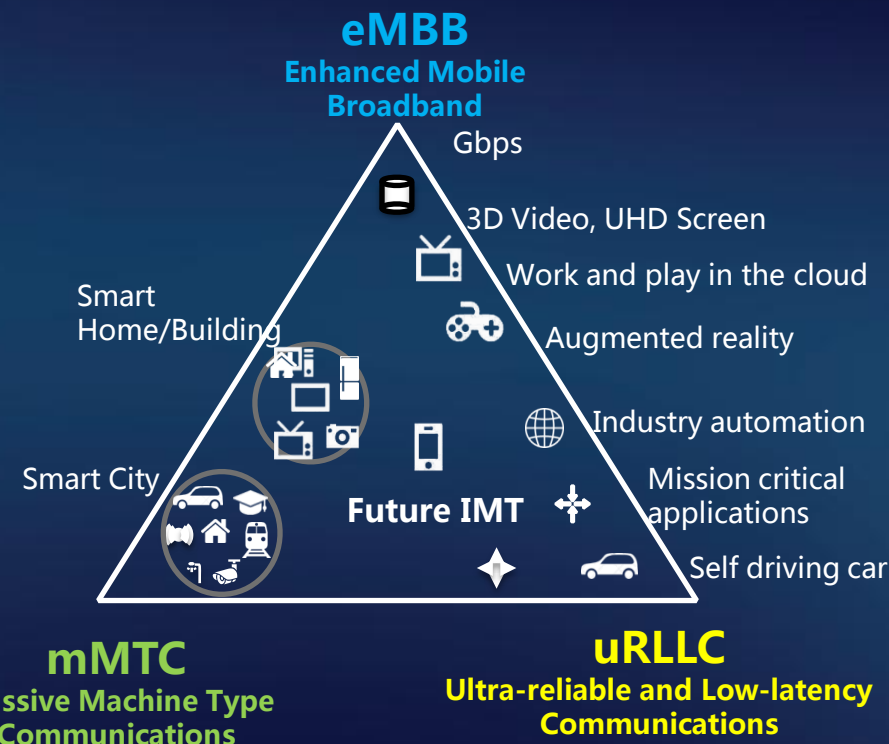 eMBB
Enhanced Mobile
Broadband
Gbps
3D Video, UHD Screen
Work and play in the cloud
Smart
Home/Building
Augmented reality
Industry automation
Smart City
Mission critical
applications
Future IMT
Self driving car
mMTC
ssive Machine Type
Communications
uRLLC
Ultra-reliable and Low-latency
Communications